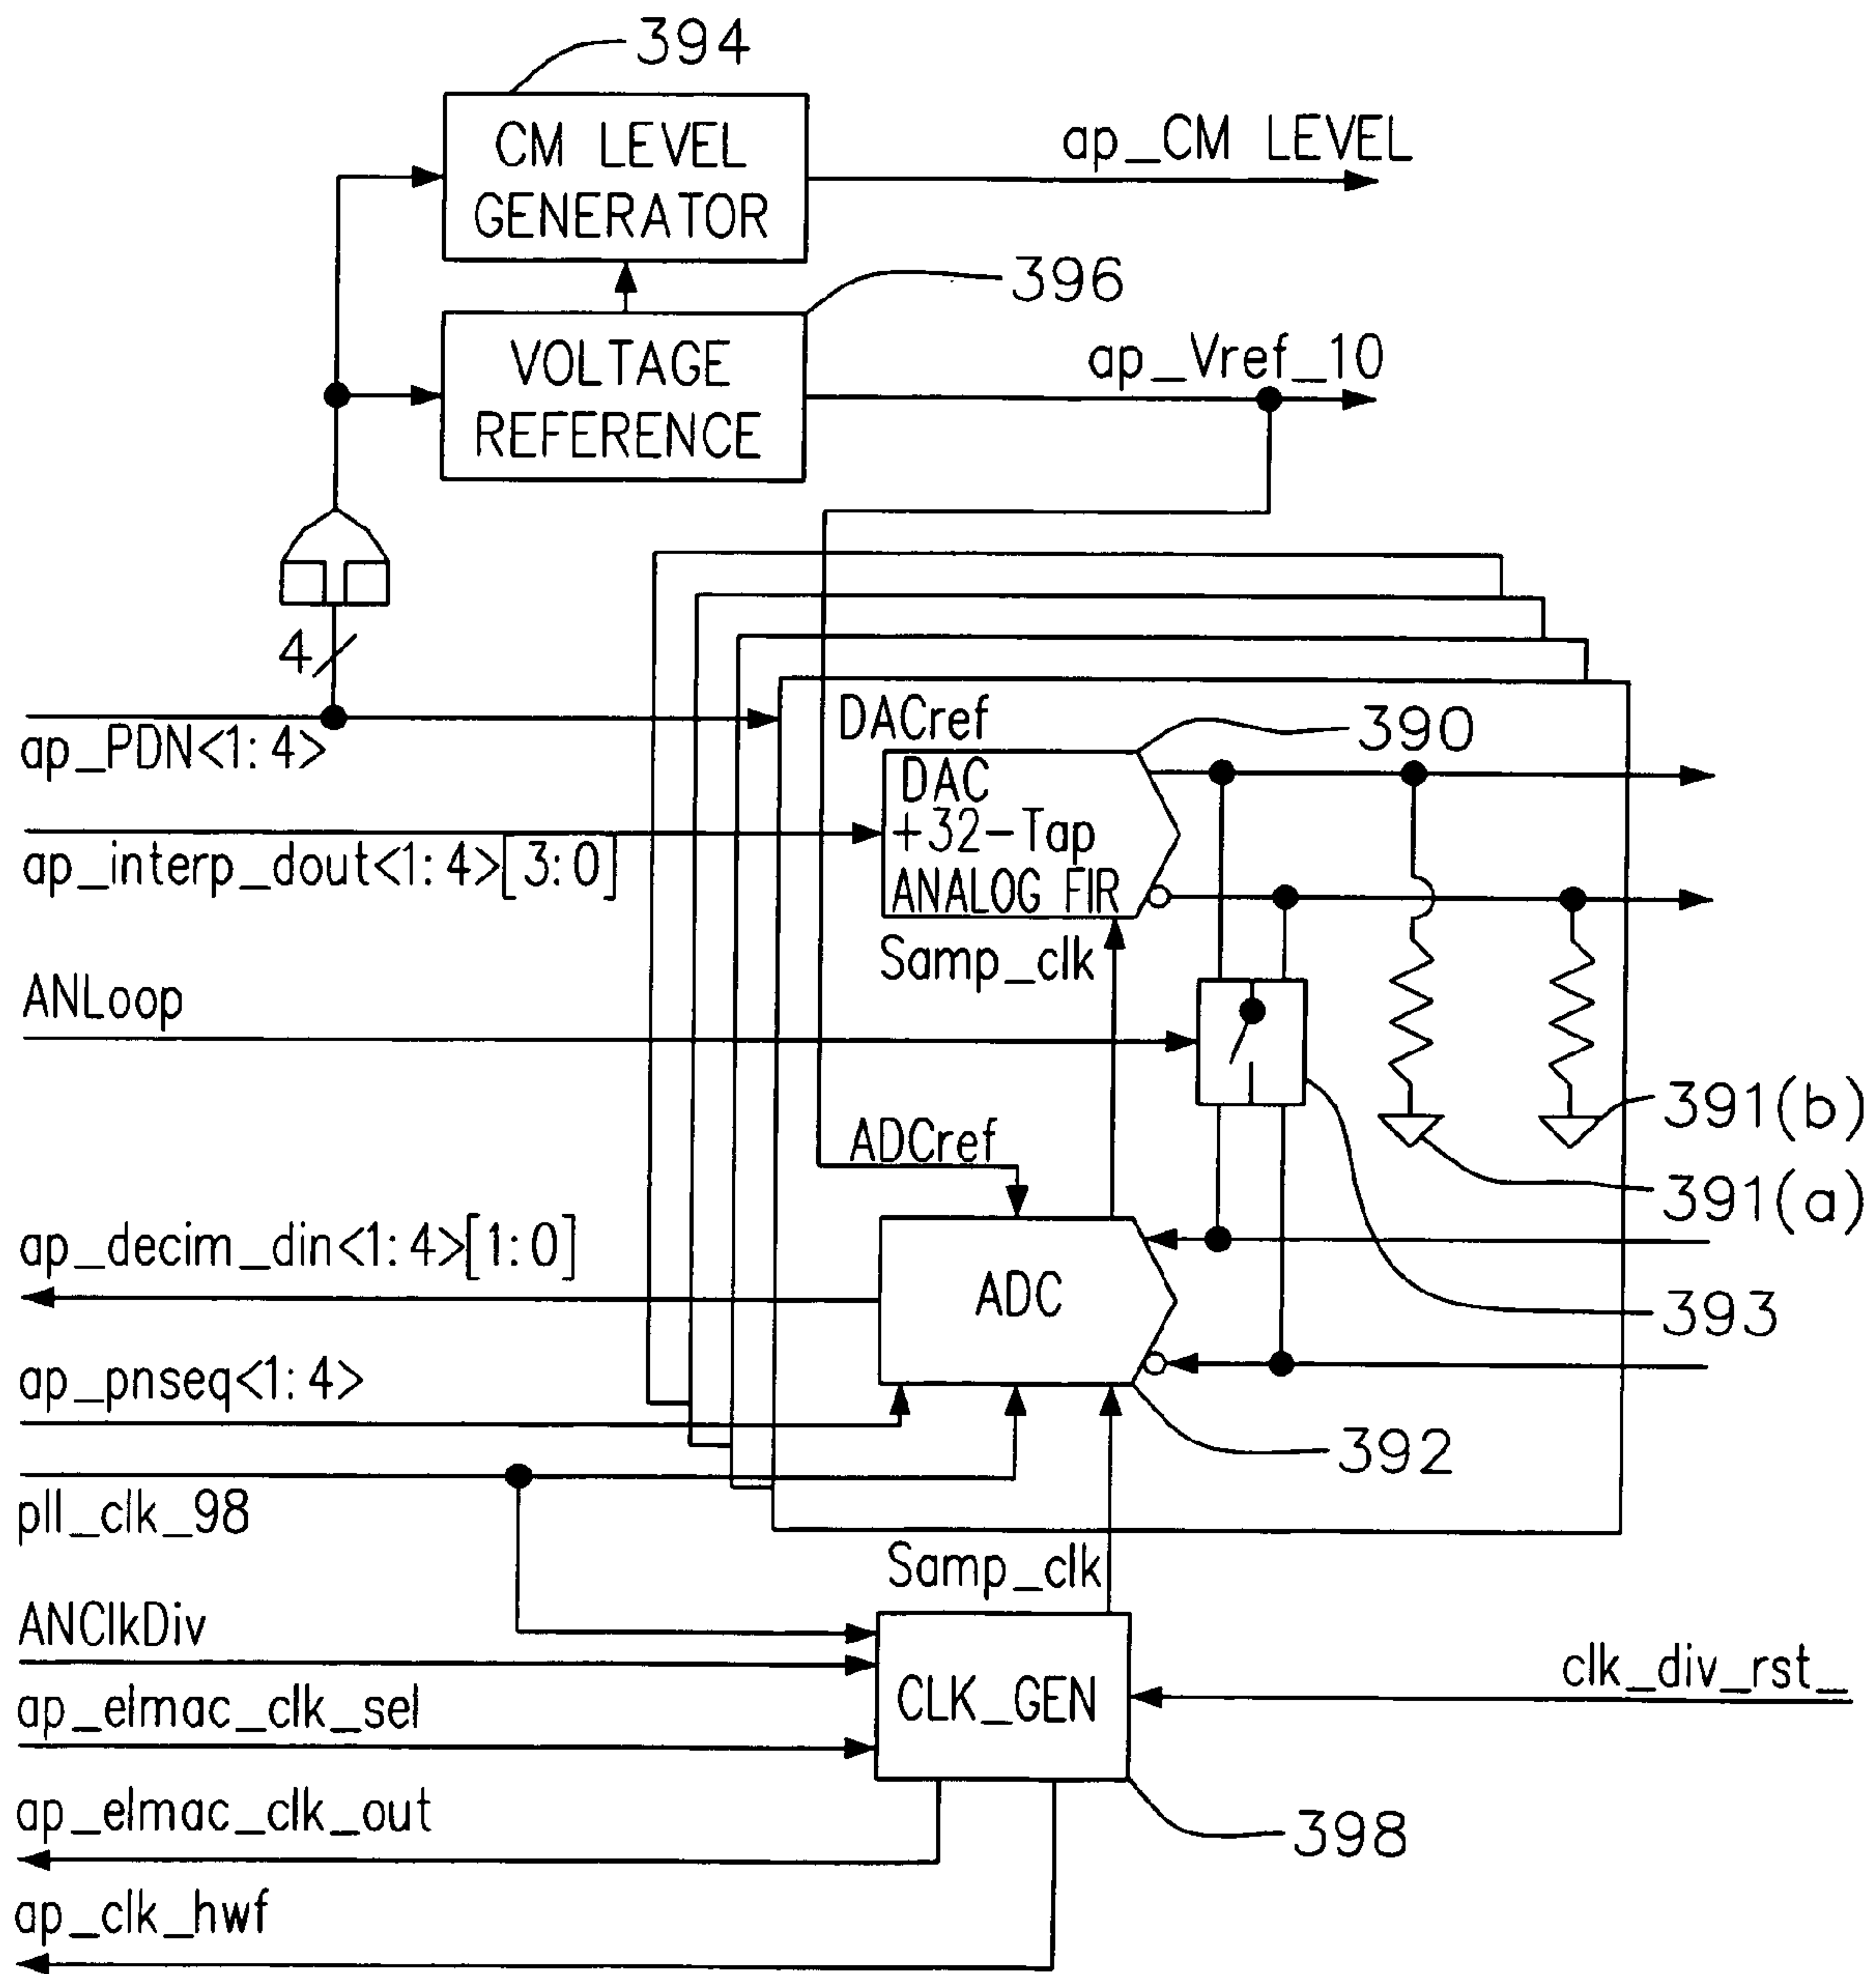 394
CM LEVEL
GENERATOR
ap_CM LEVEL
396
VOLTAGE
REFERENCE
ap_Vref_10
4
ap_PDN<1:4>
DACref
390
DAC
+32-Tap
ANALOG FIR
ap_interp_dout<1:4>[3:0]
Samp_clk
ANLoop
391(b)
ADCref
391(a)
ap_decim_din<1:4>[1:0]
ADC
393
ap_pnseq<1:4>
392
pll_clk_98
Samp_clk
ANClkDiv
clk_div_rst_
ap_elmac_clk_sel
CLK_GEN
ap_elmac_clk_out
398
ap_clk_hwf